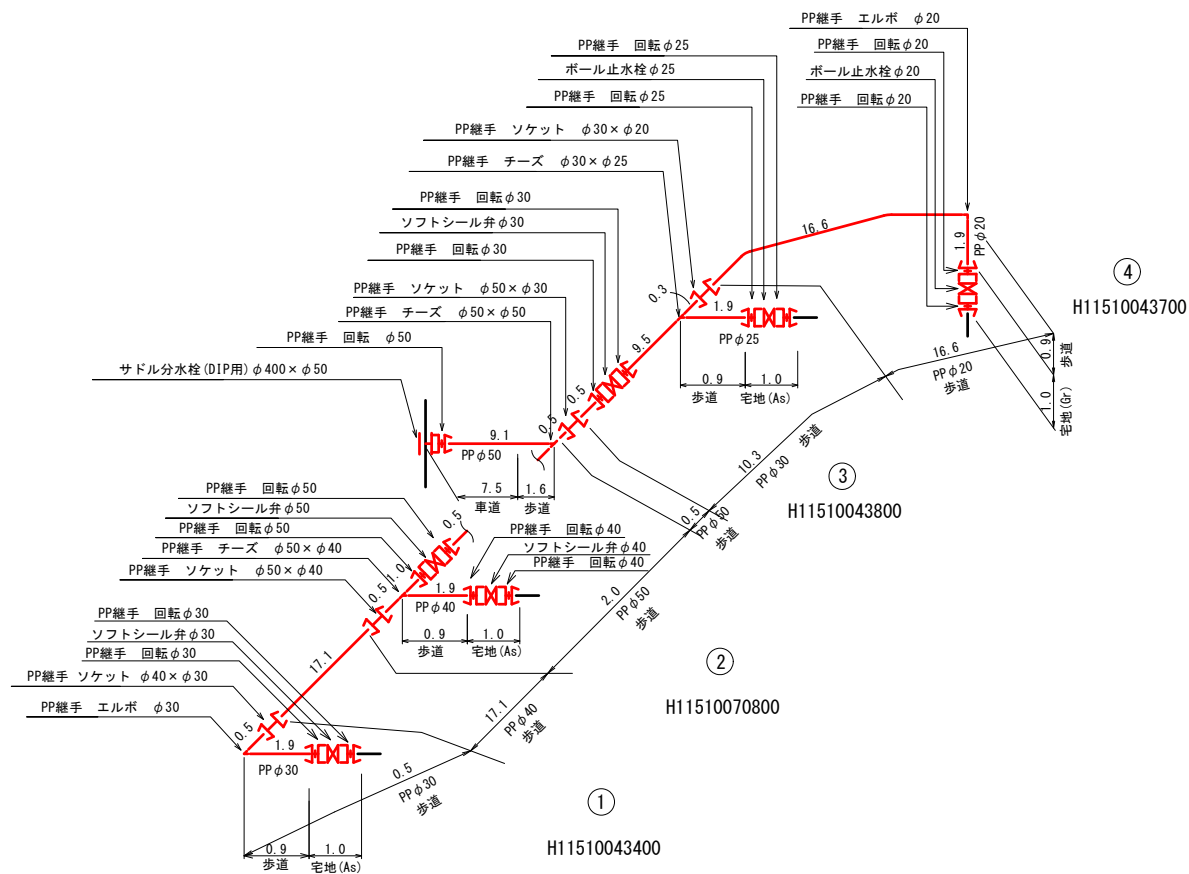 PP継手 エルボ φ20
PP継手 回転φ20
ボール止水栓φ20
PP継手 回転φ20
PP継手 回転φ25
ボール止水栓φ25
PP継手 回転φ25
PP継手 ソケット φ30×φ20
PP継手 チーズ φ30×φ25
PP継手 回転φ30
ソフトシール弁φ30
PP継手 回転φ30
PP継手 ソケット φ50×φ30
PP継手 チーズ φ50×φ50
PP継手 回転 φ50
サドル分水栓(DIP用)φ400×φ50
16.6
1.9
PPφ20
0.9
歩道
1.0
宅地(Gr)
16.6
PPφ20
歩道
④
H11510043700
0.3
1.9
PPφ25
0.9
歩道
1.0
宅地(As)
9.5
0.5
0.5
9.1
PPφ50
7.5
車道
1.6
歩道
10.3
PPφ30
歩道
③
H11510043800
0.5
PPφ50
歩道
PP継手 回転φ50
ソフトシール弁φ50
PP継手 回転φ50
PP継手 チーズ φ50×φ40
PP継手 ソケット φ50×φ40
0.5
1.0
0.5
PP継手 回転φ40
ソフトシール弁φ40
PP継手 回転φ40
1.9
PPφ40
0.9
歩道
1.0
宅地(As)
2.0
PPφ50
歩道
②
H11510070800
PP継手 回転φ30
ソフトシール弁φ30
PP継手 回転φ30
PP継手 ソケット φ40×φ30
PP継手 エルボ φ30
17.1
0.5
1.9
PPφ30
0.9
歩道
1.0
宅地(As)
17.1
PPφ40
歩道
0.5
PPφ30
歩道
①
H11510043400